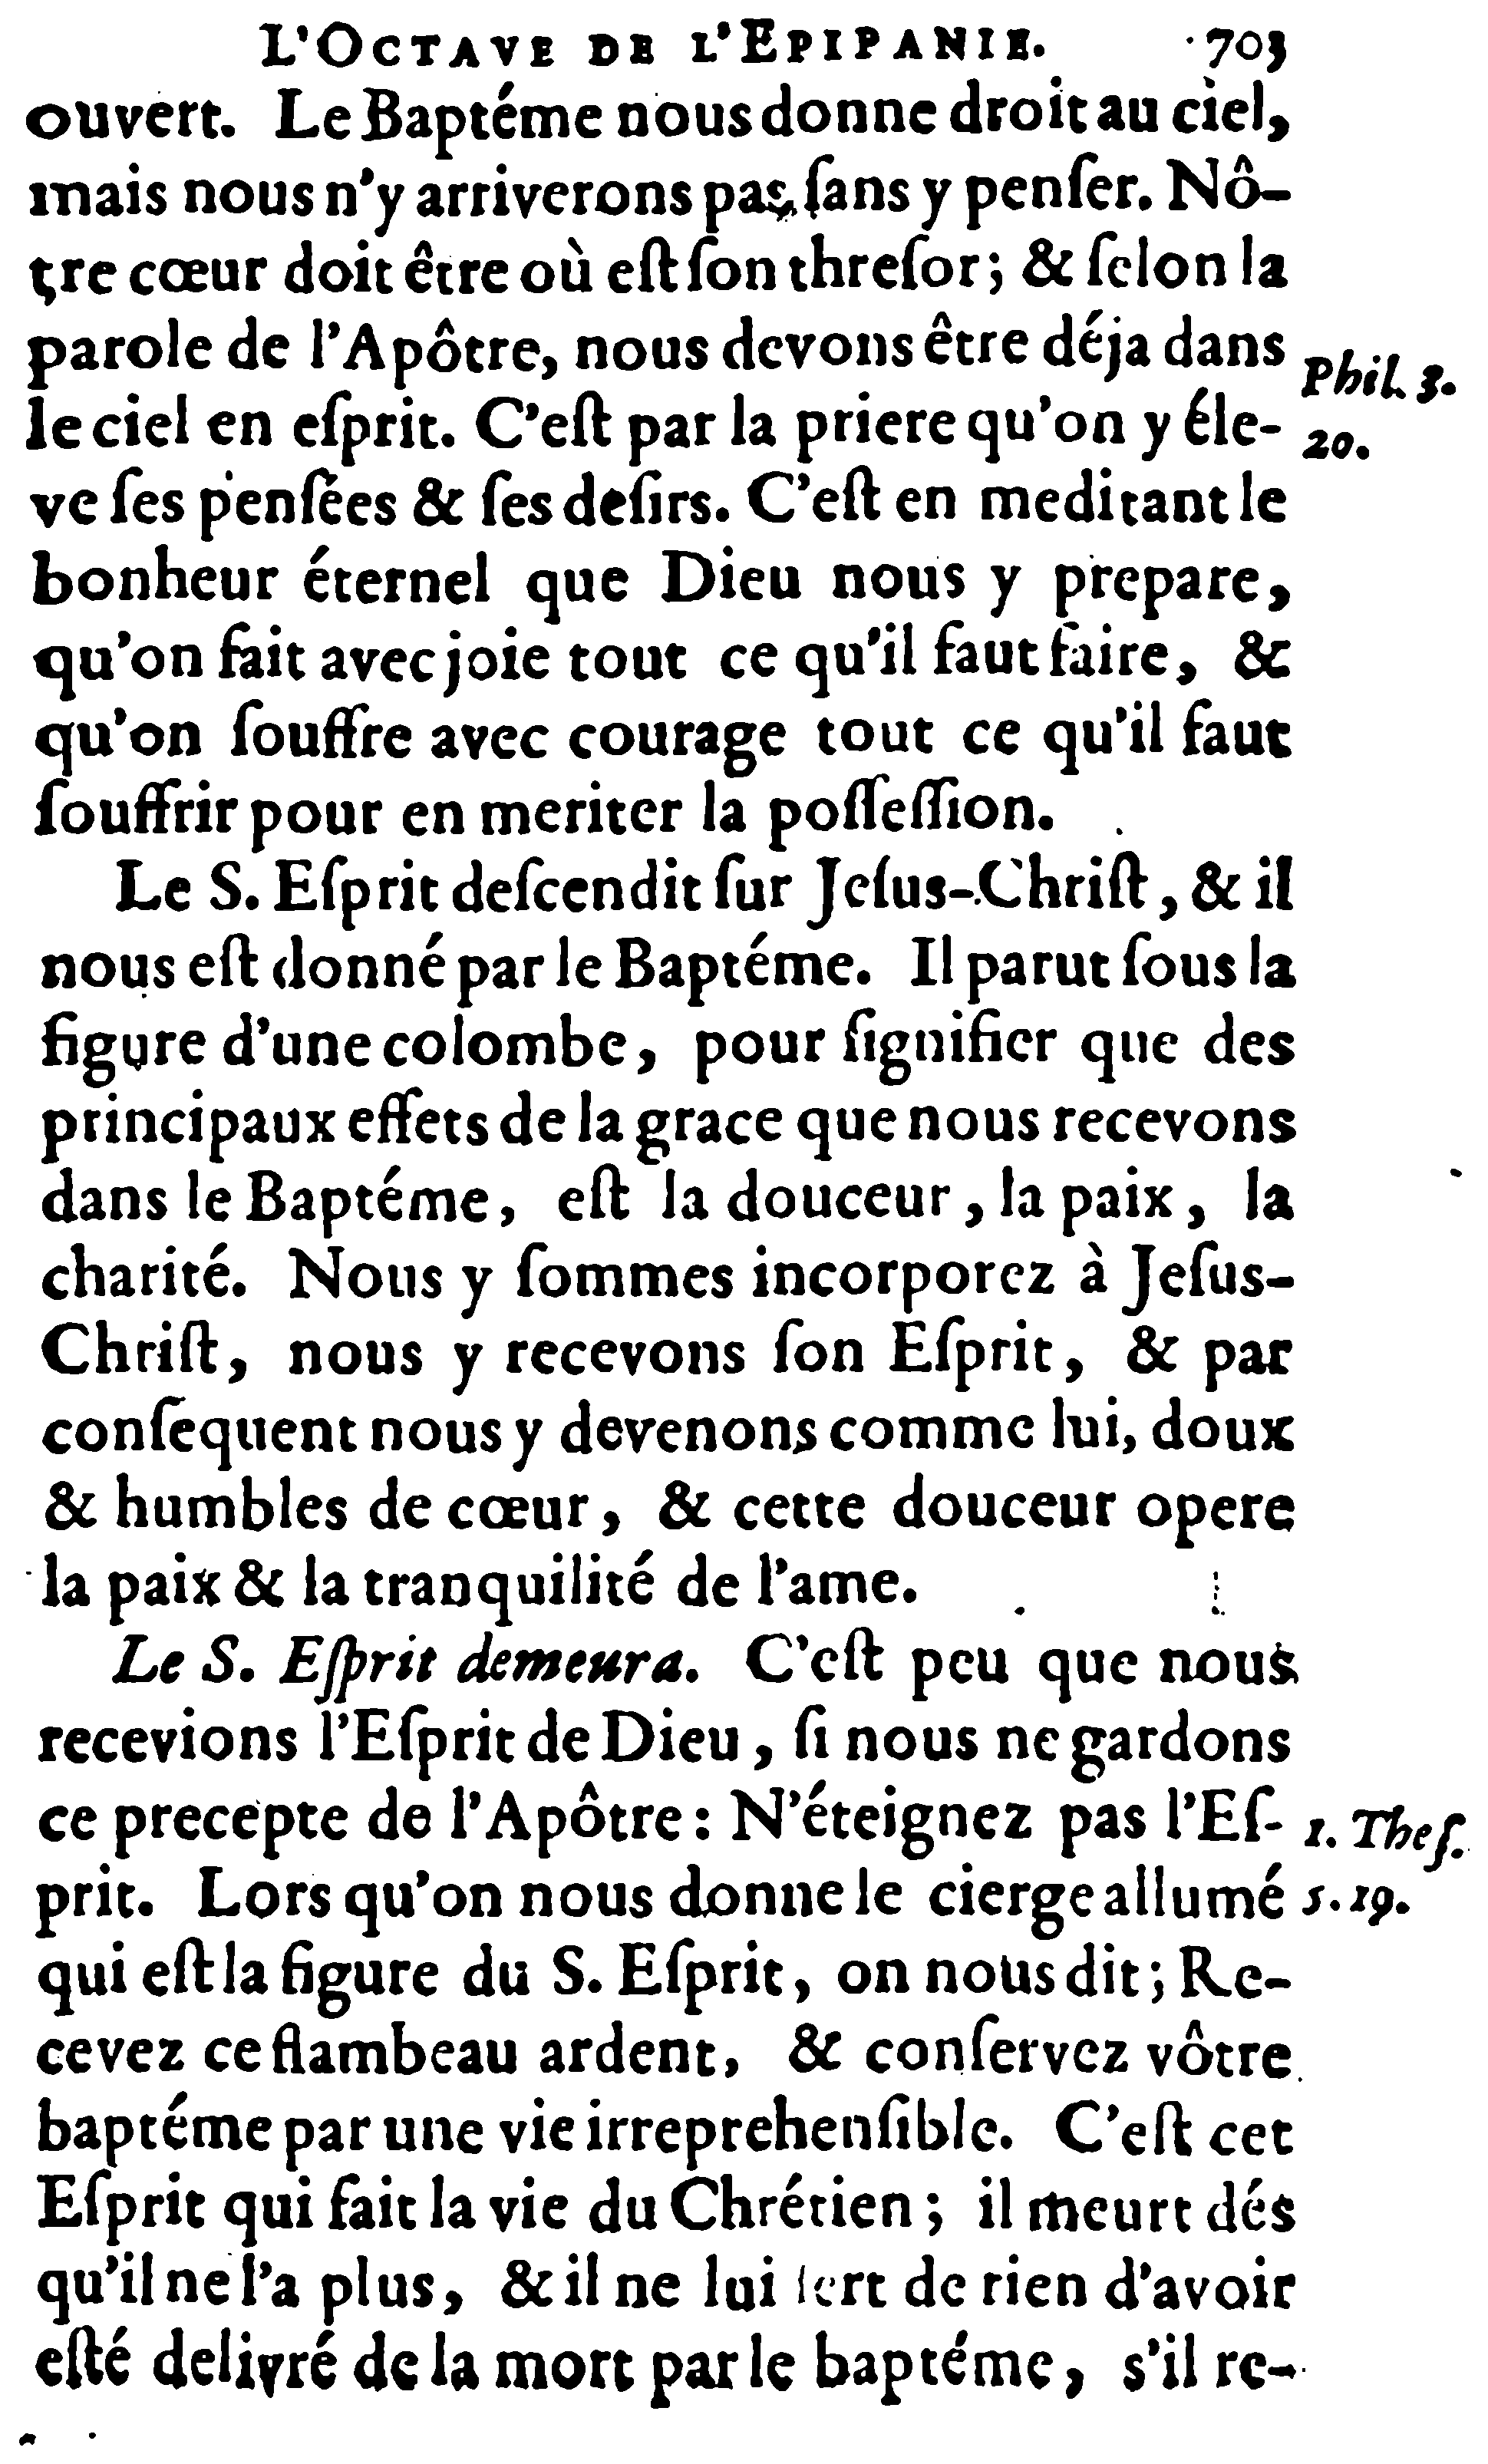 L'OCTAVE DE L'EPIPANIE. 703
ouvert. Le Baptéme nous donne droit au ciel,
mais nous n'y arriverons pas ſans y penſer. Nô-
tre cœur doit être où eſt ſon threſor; & ſelon la
parole de l'Apôtre, nous devons être déja dans
Phil. 3.
le ciel en eſprit. C'eſt par la priere qu'on y éle-
20.
ve ſes penſées & ſes deſirs. C'eſt en meditant le
bonheur éternel que Dieu nous y prepare,
qu'on fait avec joie tout ce qu'il faut faire, &
qu'on ſouffre avec courage tout ce qu'il faut
ſouffrir pour en meriter la poſſeſſion.
Le S. Eſprit deſcendit ſur Jeſus-Chriſt, & il
nous eſt donné par le Baptéme. Il parut ſous la
figure d'une colombe, pour ſignifier que des
principaux effets de la grace que nous recevons
dans le Baptéme, eſt la douceur, la paix, la
charité. Nous y ſommes incorporez à Jeſus-
Chriſt, nous y recevons ſon Eſprit, & par
conſequent nous y devenons comme lui, doux
& humbles de cœur, & cette douceur opere
la paix & la tranquilité de l'ame.
Le S. Eſprit demeura. C'eſt peu que nous
recevions l'Eſprit de Dieu, ſi nous ne gardons
ce precepte de l'Apôtre: N'éteignez pas l'Eſ-
1. Theſ.
prit. Lors qu'on nous donne le cierge allumé
5. 19.
qui eſt la figure du S. Eſprit, on nous dit; Re-
cevez ce flambeau ardent, & conſervez vôtre
baptéme par une vie irreprehenſible. C'eſt cet
Eſprit qui fait la vie du Chrétien; il meurt dés
qu'il ne l'a plus, & il ne lui ſert de rien d'avoir
eſté delivré de la mort par le baptéme, s'il re-